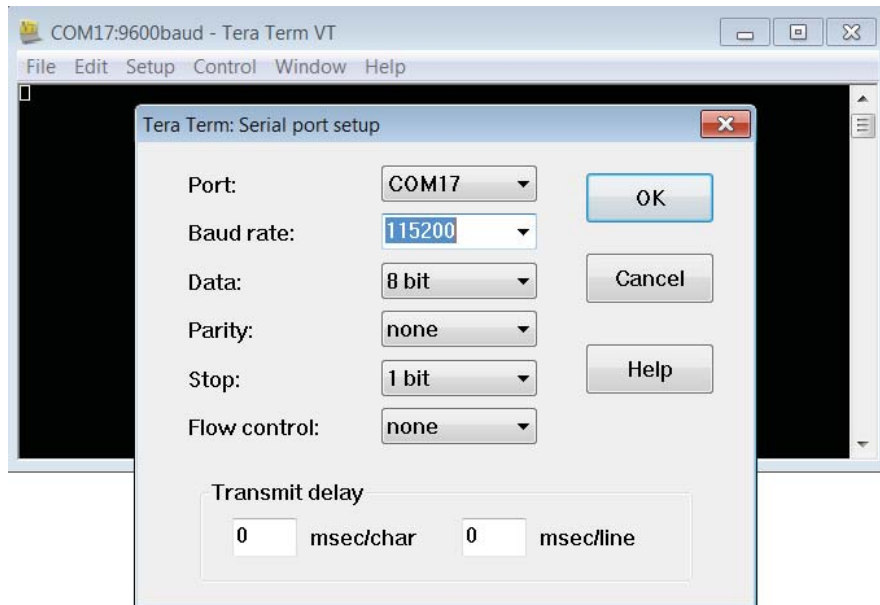 COM17:9600baud - Tera Term VT
File Edit Setup Control Window Help
Tera Term: Serial port setup
Port: COM17 OK
Baud rate: 115200
Data: 8 bit Cancel
Parity: none
Stop: 1 bit Help
Flow control: none
Transmit delay
0 msec/char 0 msec/line